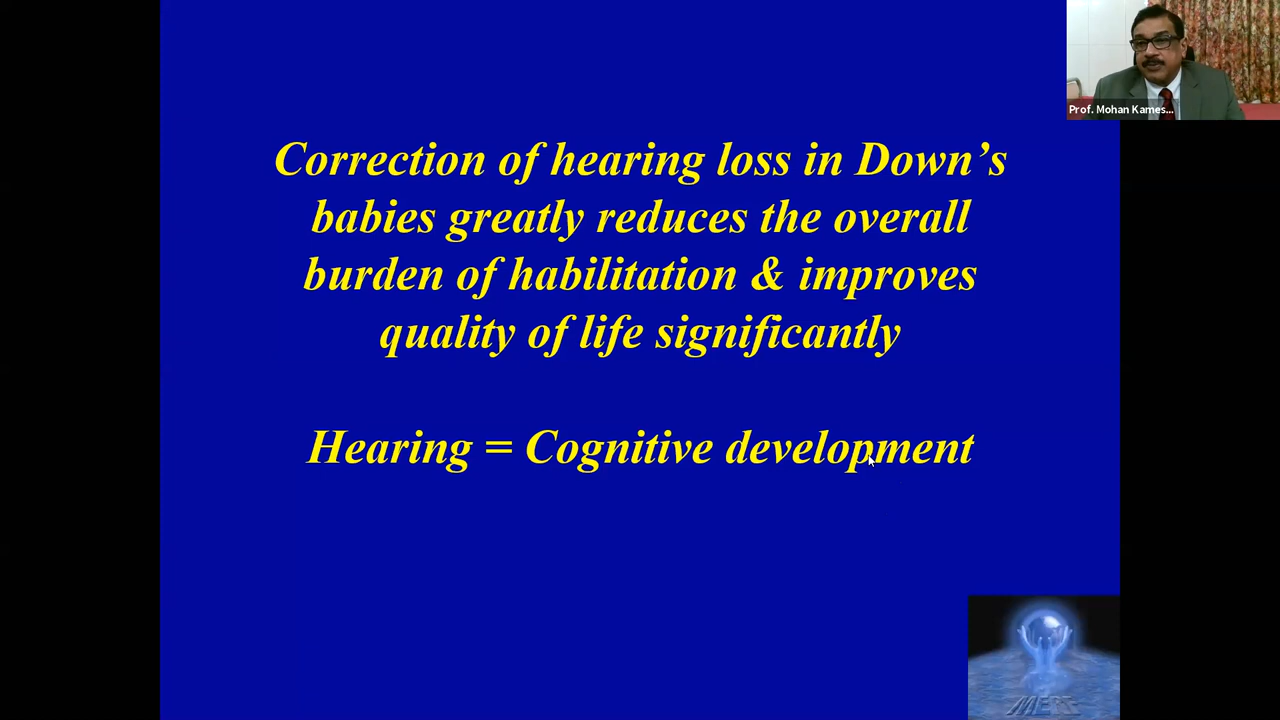 Prof. Mohan Kames...
Correction of hearing loss in Down’s
babies greatly reduces the overall
burden of habilitation & improves
quality of life significantly
Hearing = Cognitive development
MERF